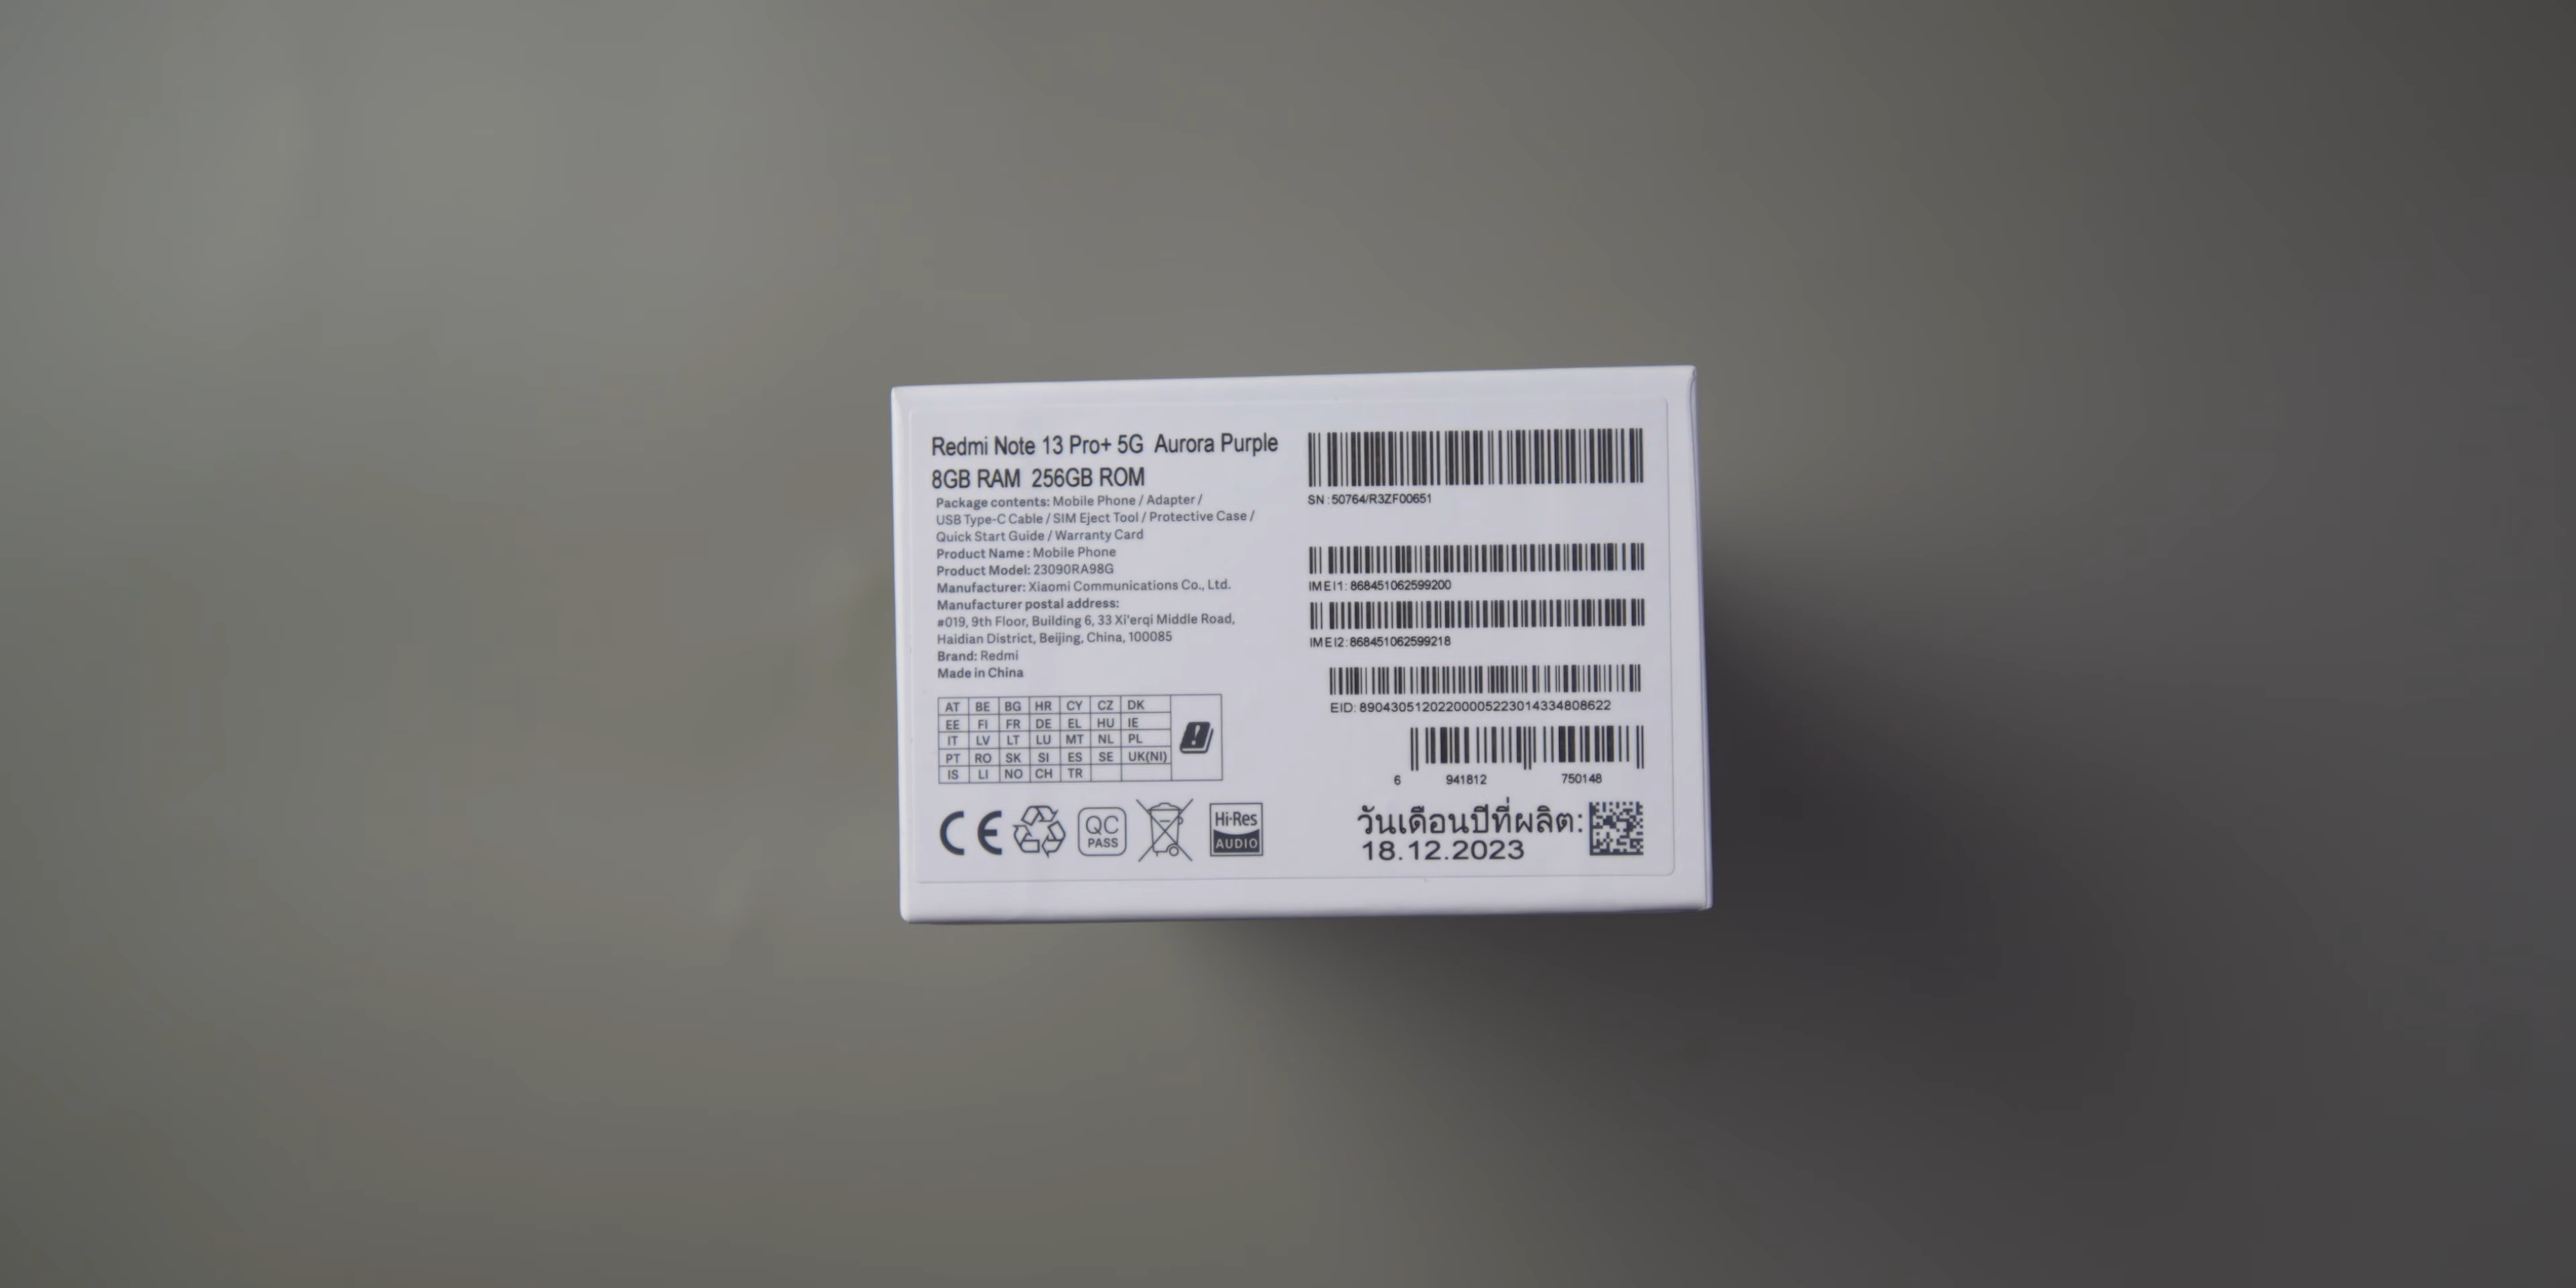 Redmi Note 13 Pro+ 5G Aurora Purple
8GB RAM 256GB ROM
Package contents: Mobile Phone / Adapter /
USB Type-C Cable / SIM Eject Tool / Protective Case /
Quick Start Guide / Warranty Card
Product Name : Mobile Phone
Product Model: 23090RA98G
Manufacturer: Xiaomi Communications Co., Ltd.
Manufacturer postal address:
#019, 9th Floor, Building 6, 33 Xi'erqi Middle Road,
Haidian District, Beijing, China, 100085
Brand: Redmi
Made in China
AT BE BG HR CY CZ DK
EE FI FR DE EL HU IE
IT LV LT LU MT NL PL
PT RO SK SI ES SE UK(NI)
IS LI NO CH TR
CE
QC
PASS
Hi-Res
AUDIO
SN : 50764/R3ZF00651
IMEI1: 868451062599200
IMEI2: 868451062599218
EID: 89043051202200005223014334808622
6 941812 750148
วันเดือนปีที่ผลิต:
18.12.2023